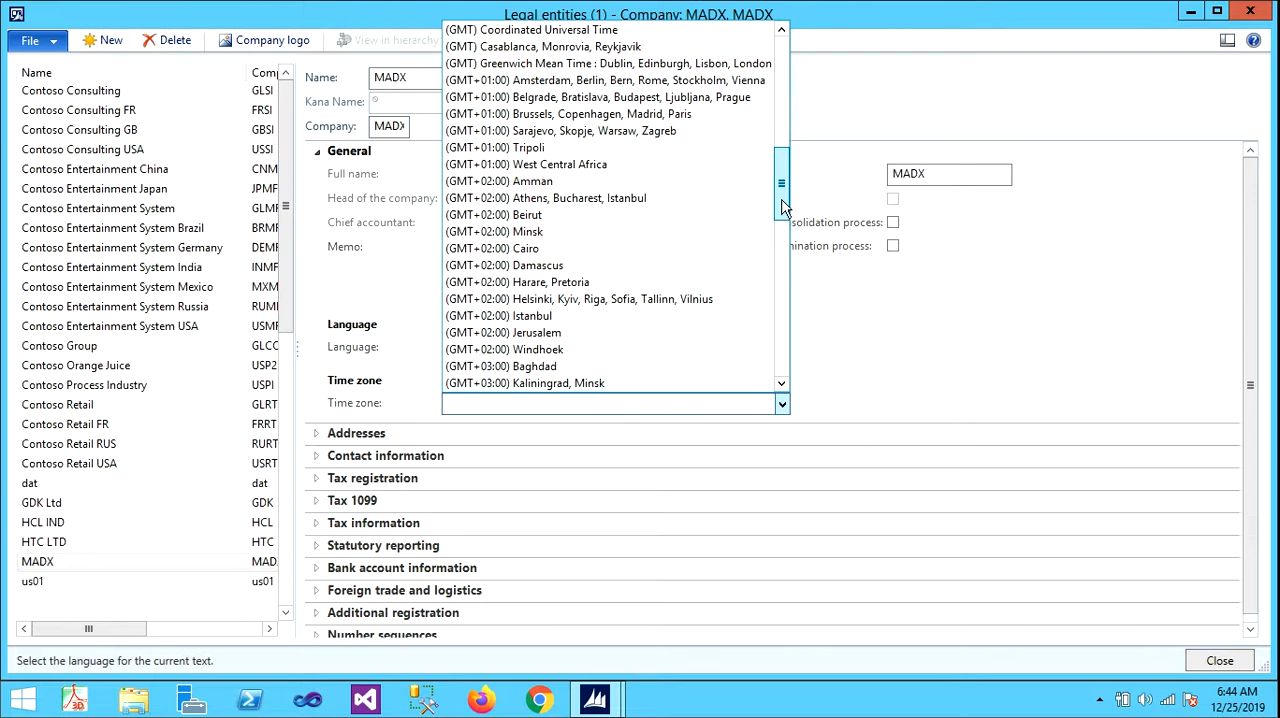 Legal entities (1) - Company: MADX, MADX
File
New
Delete
Company logo
View in hierarchy
Name
Comp
Contoso Consulting
GLSI
Contoso Consulting FR
FRSI
Contoso Consulting GB
GBSI
Contoso Consulting USA
USSI
Contoso Entertainment China
CNM
Contoso Entertainment Japan
JPM
Contoso Entertainment System
GLMF
Contoso Entertainment System Brazil
BRMF
Contoso Entertainment System Germany
DEM
Contoso Entertainment System India
INMF
Contoso Entertainment System Mexico
MXM
Contoso Entertainment System Russia
RUM
Contoso Entertainment System USA
USMF
Contoso Group
GLCC
Contoso Orange Juice
USP2
Contoso Process Industry
USPI
Contoso Retail
GLRT
Contoso Retail FR
FRRT
Contoso Retail RUS
RURT
Contoso Retail USA
USRT
dat
dat
GDK Ltd
GDK
HCL IND
HCL
HTC LTD
HTC
MADX
MAD
us01
us01
Name:
MADX
Kana Name:
Company:
MADX
General
Full name:
Head of the company:
Chief accountant:
Memo:
MADX
solidation process:
ination process:
Language
Language:
Time zone
Time zone:
(GMT) Coordinated Universal Time
(GMT) Casablanca, Monrovia, Reykjavik
(GMT) Greenwich Mean Time : Dublin, Edinburgh, Lisbon, London
(GMT+01:00) Amsterdam, Berlin, Bern, Rome, Stockholm, Vienna
(GMT+01:00) Belgrade, Bratislava, Budapest, Ljubljana, Prague
(GMT+01:00) Brussels, Copenhagen, Madrid, Paris
(GMT+01:00) Sarajevo, Skopje, Warsaw, Zagreb
(GMT+01:00) Tripoli
(GMT+01:00) West Central Africa
(GMT+02:00) Amman
(GMT+02:00) Athens, Bucharest, Istanbul
(GMT+02:00) Beirut
(GMT+02:00) Minsk
(GMT+02:00) Cairo
(GMT+02:00) Damascus
(GMT+02:00) Harare, Pretoria
(GMT+02:00) Helsinki, Kyiv, Riga, Sofia, Tallinn, Vilnius
(GMT+02:00) Istanbul
(GMT+02:00) Jerusalem
(GMT+02:00) Windhoek
(GMT+03:00) Baghdad
(GMT+03:00) Kaliningrad, Minsk
Addresses
Contact information
Tax registration
Tax 1099
Tax information
Statutory reporting
Bank account information
Foreign trade and logistics
Additional registration
Number sequences
Select the language for the current text.
Close
6:44 AM
12/25/2019